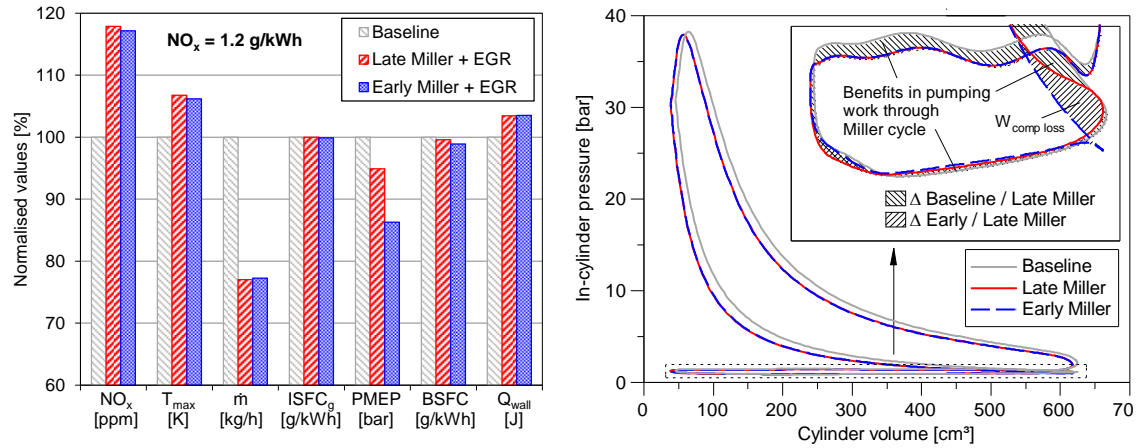 Normalised values [%]
120
110
100
90
80
70
60
NOx = 1.2 g/kWh
Baseline
Late Miller + EGR
Early Miller + EGR
NOx
[ppm]
Tmax
[K]
ṁ
[kg/h]
ISFCg
[g/kWh]
PMEP
[bar]
BSFC
[g/kWh]
Qwall
[J]
In-cylinder pressure [bar]
40
30
20
10
0
Benefits in pumping
work through
Miller cycle
Wcomp loss
Δ Baseline / Late Miller
Δ Early / Late Miller
Baseline
Late Miller
Early Miller
0
100
200
300
400
500
600
70
Cylinder volume [cm³]